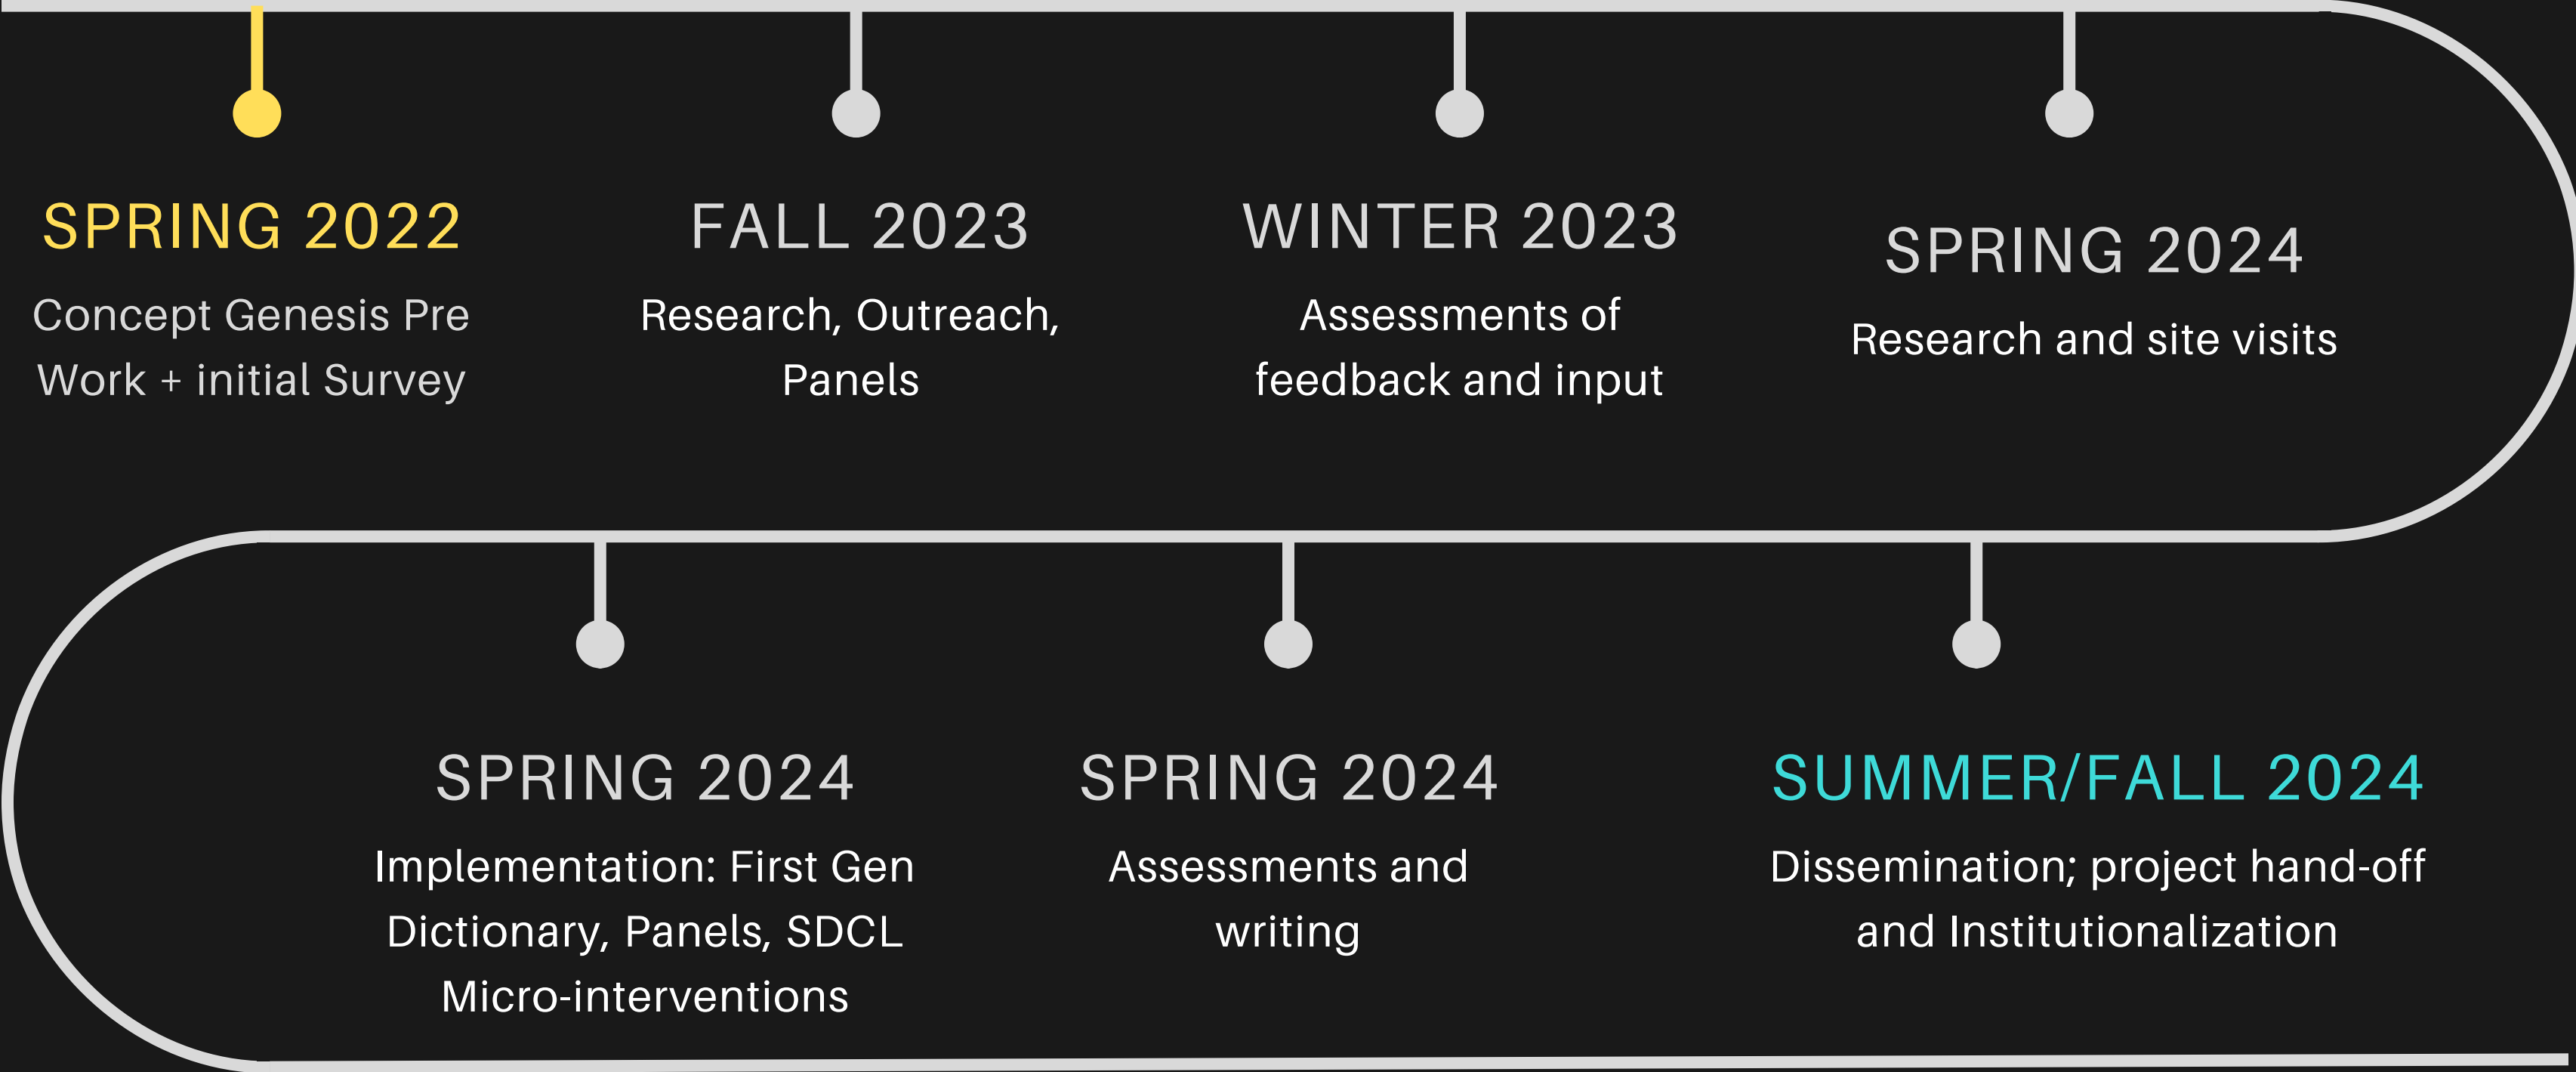 SPRING 2022
Concept Genesis Pre
Work + initial Survey
FALL 2023
Research, Outreach,
Panels
WINTER 2023
Assessments of
feedback and input
SPRING 2024
Research and site visits
SPRING 2024
Implementation: First Gen
Dictionary, Panels, SDCL
Micro-interventions
SPRING 2024
Assessments and
writing
SUMMER/FALL 2024
Dissemination; project hand-off
and Institutionalization